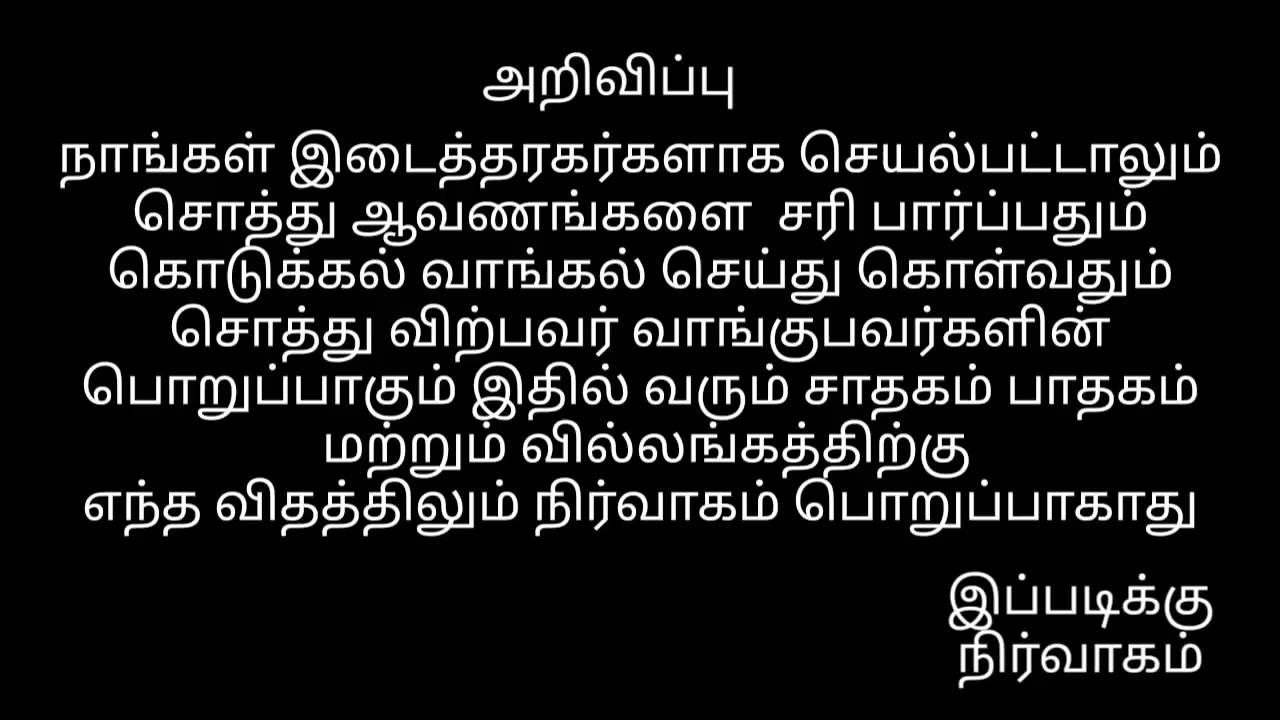 அறிவிப்பு
நாங்கள் இடைத்தரகர்களாக செயல்பட்டாலும்
சொத்து ஆவணங்களை சரி பார்ப்பதும்
கொடுக்கல் வாங்கல் செய்து கொள்வதும்
சொத்து விற்பவர் வாங்குபவர்களின்
பொறுப்பாகும் இதில் வரும் சாதகம் பாதகம்
மற்றும் வில்லங்கத்திற்கு
எந்த விதத்திலும் நிர்வாகம் பொறுப்பாகாது
இப்படிக்கு
நிர்வாகம்